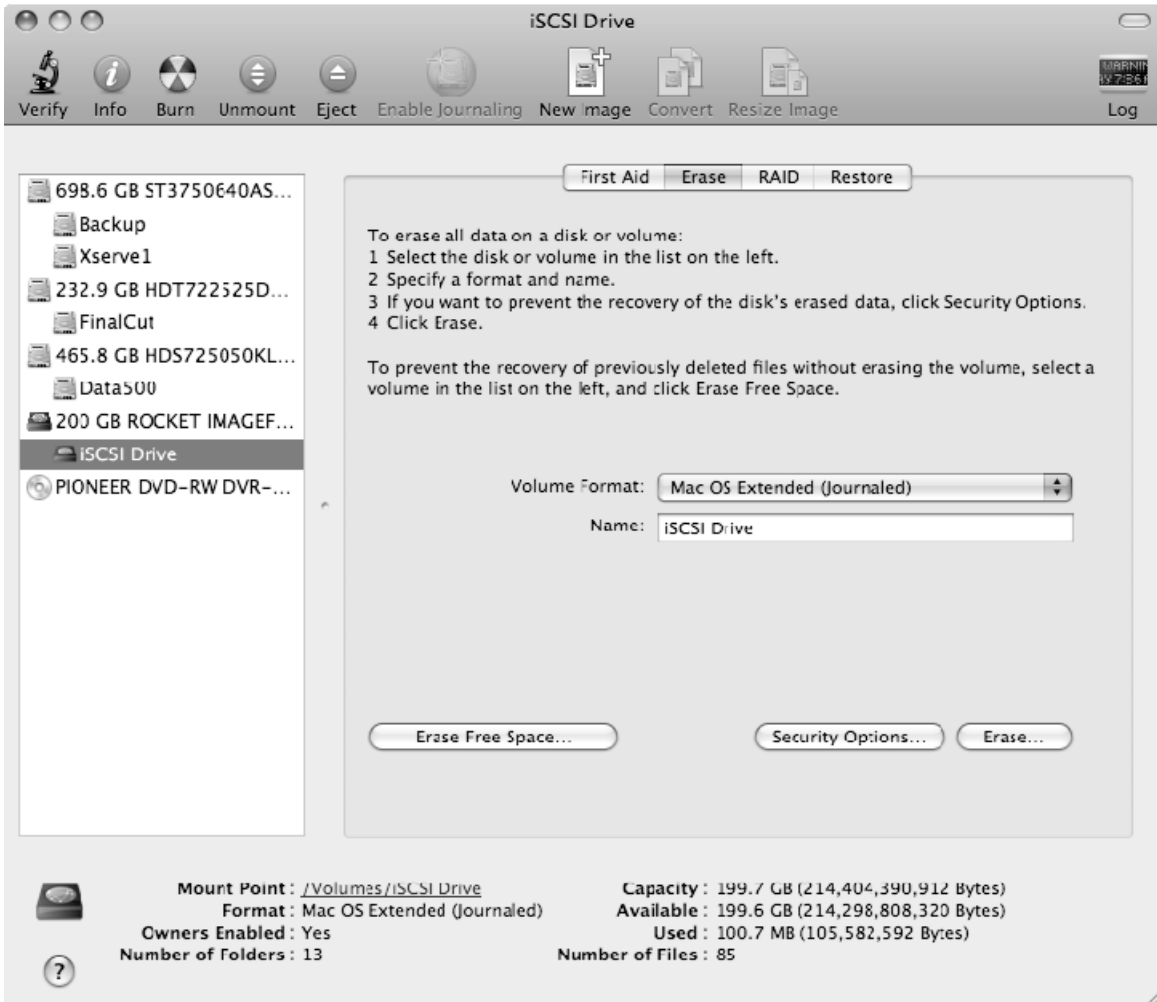 iSCSI Drive
Verify Info Burn Unmount Eject Enable Journaling New Image Convert Resize Image Log
698.6 GB ST3750640AS...
Backup
Xserve1
232.9 GB HDT722525D...
FinalCut
465.8 GB HDS725050KL...
Data500
200 GB ROCKET IMAGEF...
iSCSI Drive
PIONEER DVD-RW DVR-...
First Aid Erase RAID Restore
To erase all data on a disk or volume:
1 Select the disk or volume in the list on the left.
2 Specify a format and name.
3 If you want to prevent the recovery of the disk's erased data, click Security Options.
4 Click Erase.
To prevent the recovery of previously deleted files without erasing the volume, select a
volume in the list on the left, and click Erase Free Space.
Volume Format: Mac OS Extended (Journaled)
Name: iSCSI Drive
Erase Free Space... Security Options... Erase...
Mount Point : /Volumes/iSCSI Drive
Format : Mac OS Extended (Journaled)
Owners Enabled : Yes
Number of Folders : 13
Capacity : 199.7 GB (214,404,390,912 Bytes)
Available : 199.6 GB (214,298,808,320 Bytes)
Used : 100.7 MB (105,582,592 Bytes)
Number of Files : 85
?